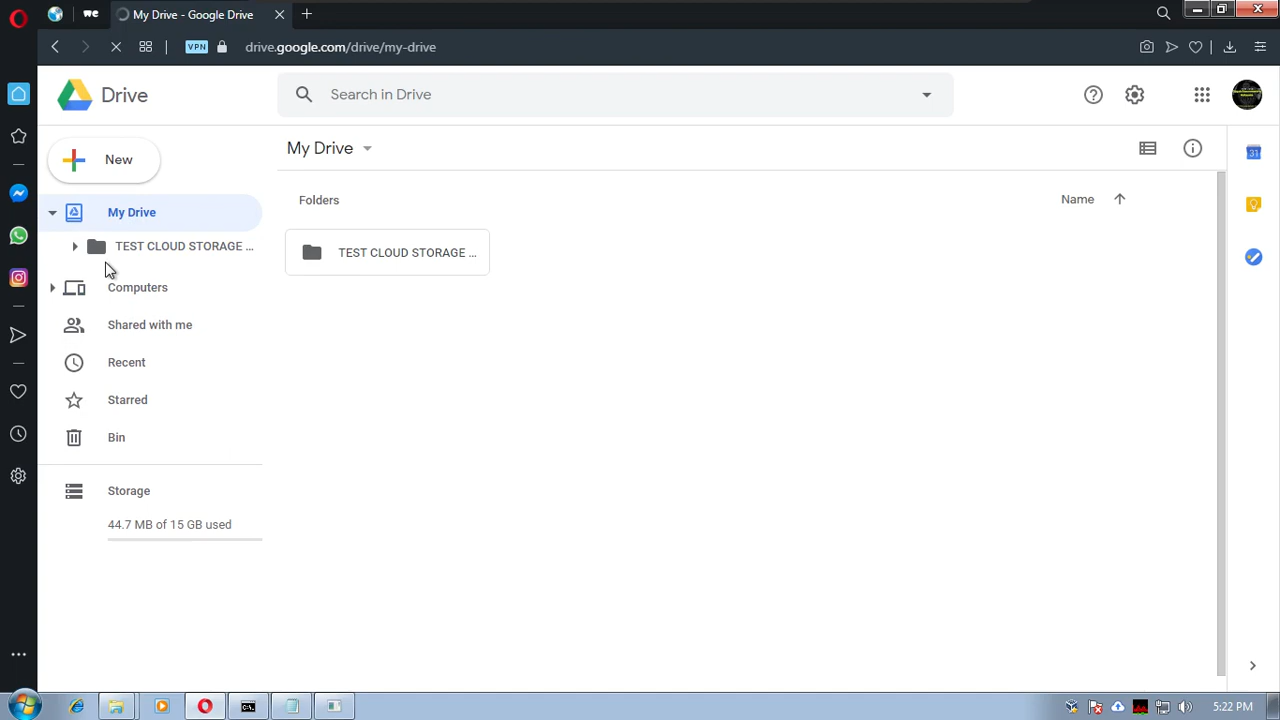 My Drive - Google Drive
VPN
drive.google.com/drive/my-drive
Drive
Search in Drive
New
My Drive
My Drive
Folders
Name
31
TEST CLOUD STORAGE ...
TEST CLOUD STORAGE ...
Computers
Shared with me
Recent
Starred
Bin
Storage
44.7 MB of 15 GB used
5:22 PM